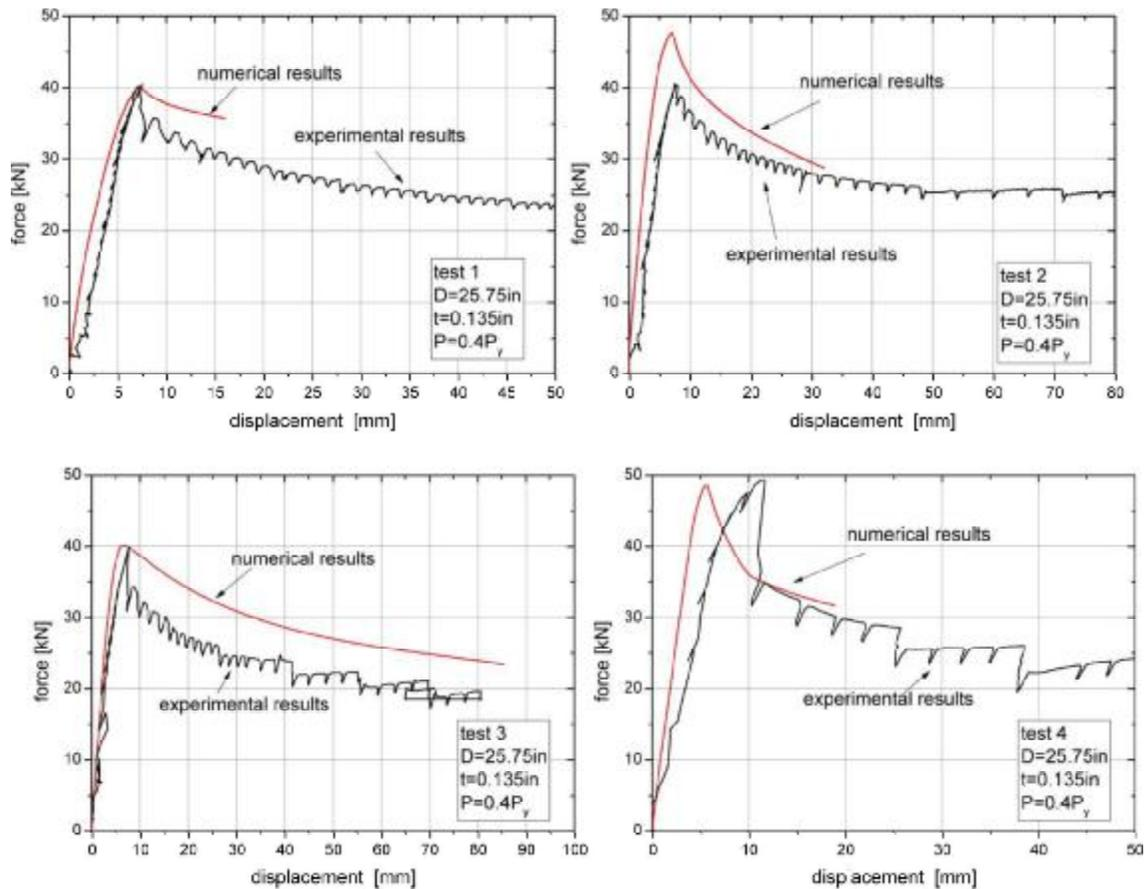 50
40
30
20
10
0
force [kN]
numerical results
experimental results
test 1
D=25.75in
t=0.135in
P=0.4Py
0 5 10 15 20 25 30 35 40 45 50
displacement [mm]
50
40
30
20
10
0
force [kN]
numerical results
experimental results
test 2
D=25.75in
t=0.135in
P=0.4Py
0 10 20 30 40 50 60 70 80
displacement [mm]
50
40
30
20
10
0
force [kN]
numerical results
experimental results
test 3
D=25.75in
t=0.135in
P=0.4Py
0 10 20 30 40 50 60 70 80 90 100
displacement [mm]
50
40
30
20
10
0
force [kN]
numerical results
experimental results
test 4
D=25.75in
t=0.135in
P=0.4Py
0 10 20 30 40 50
displacement [mm]